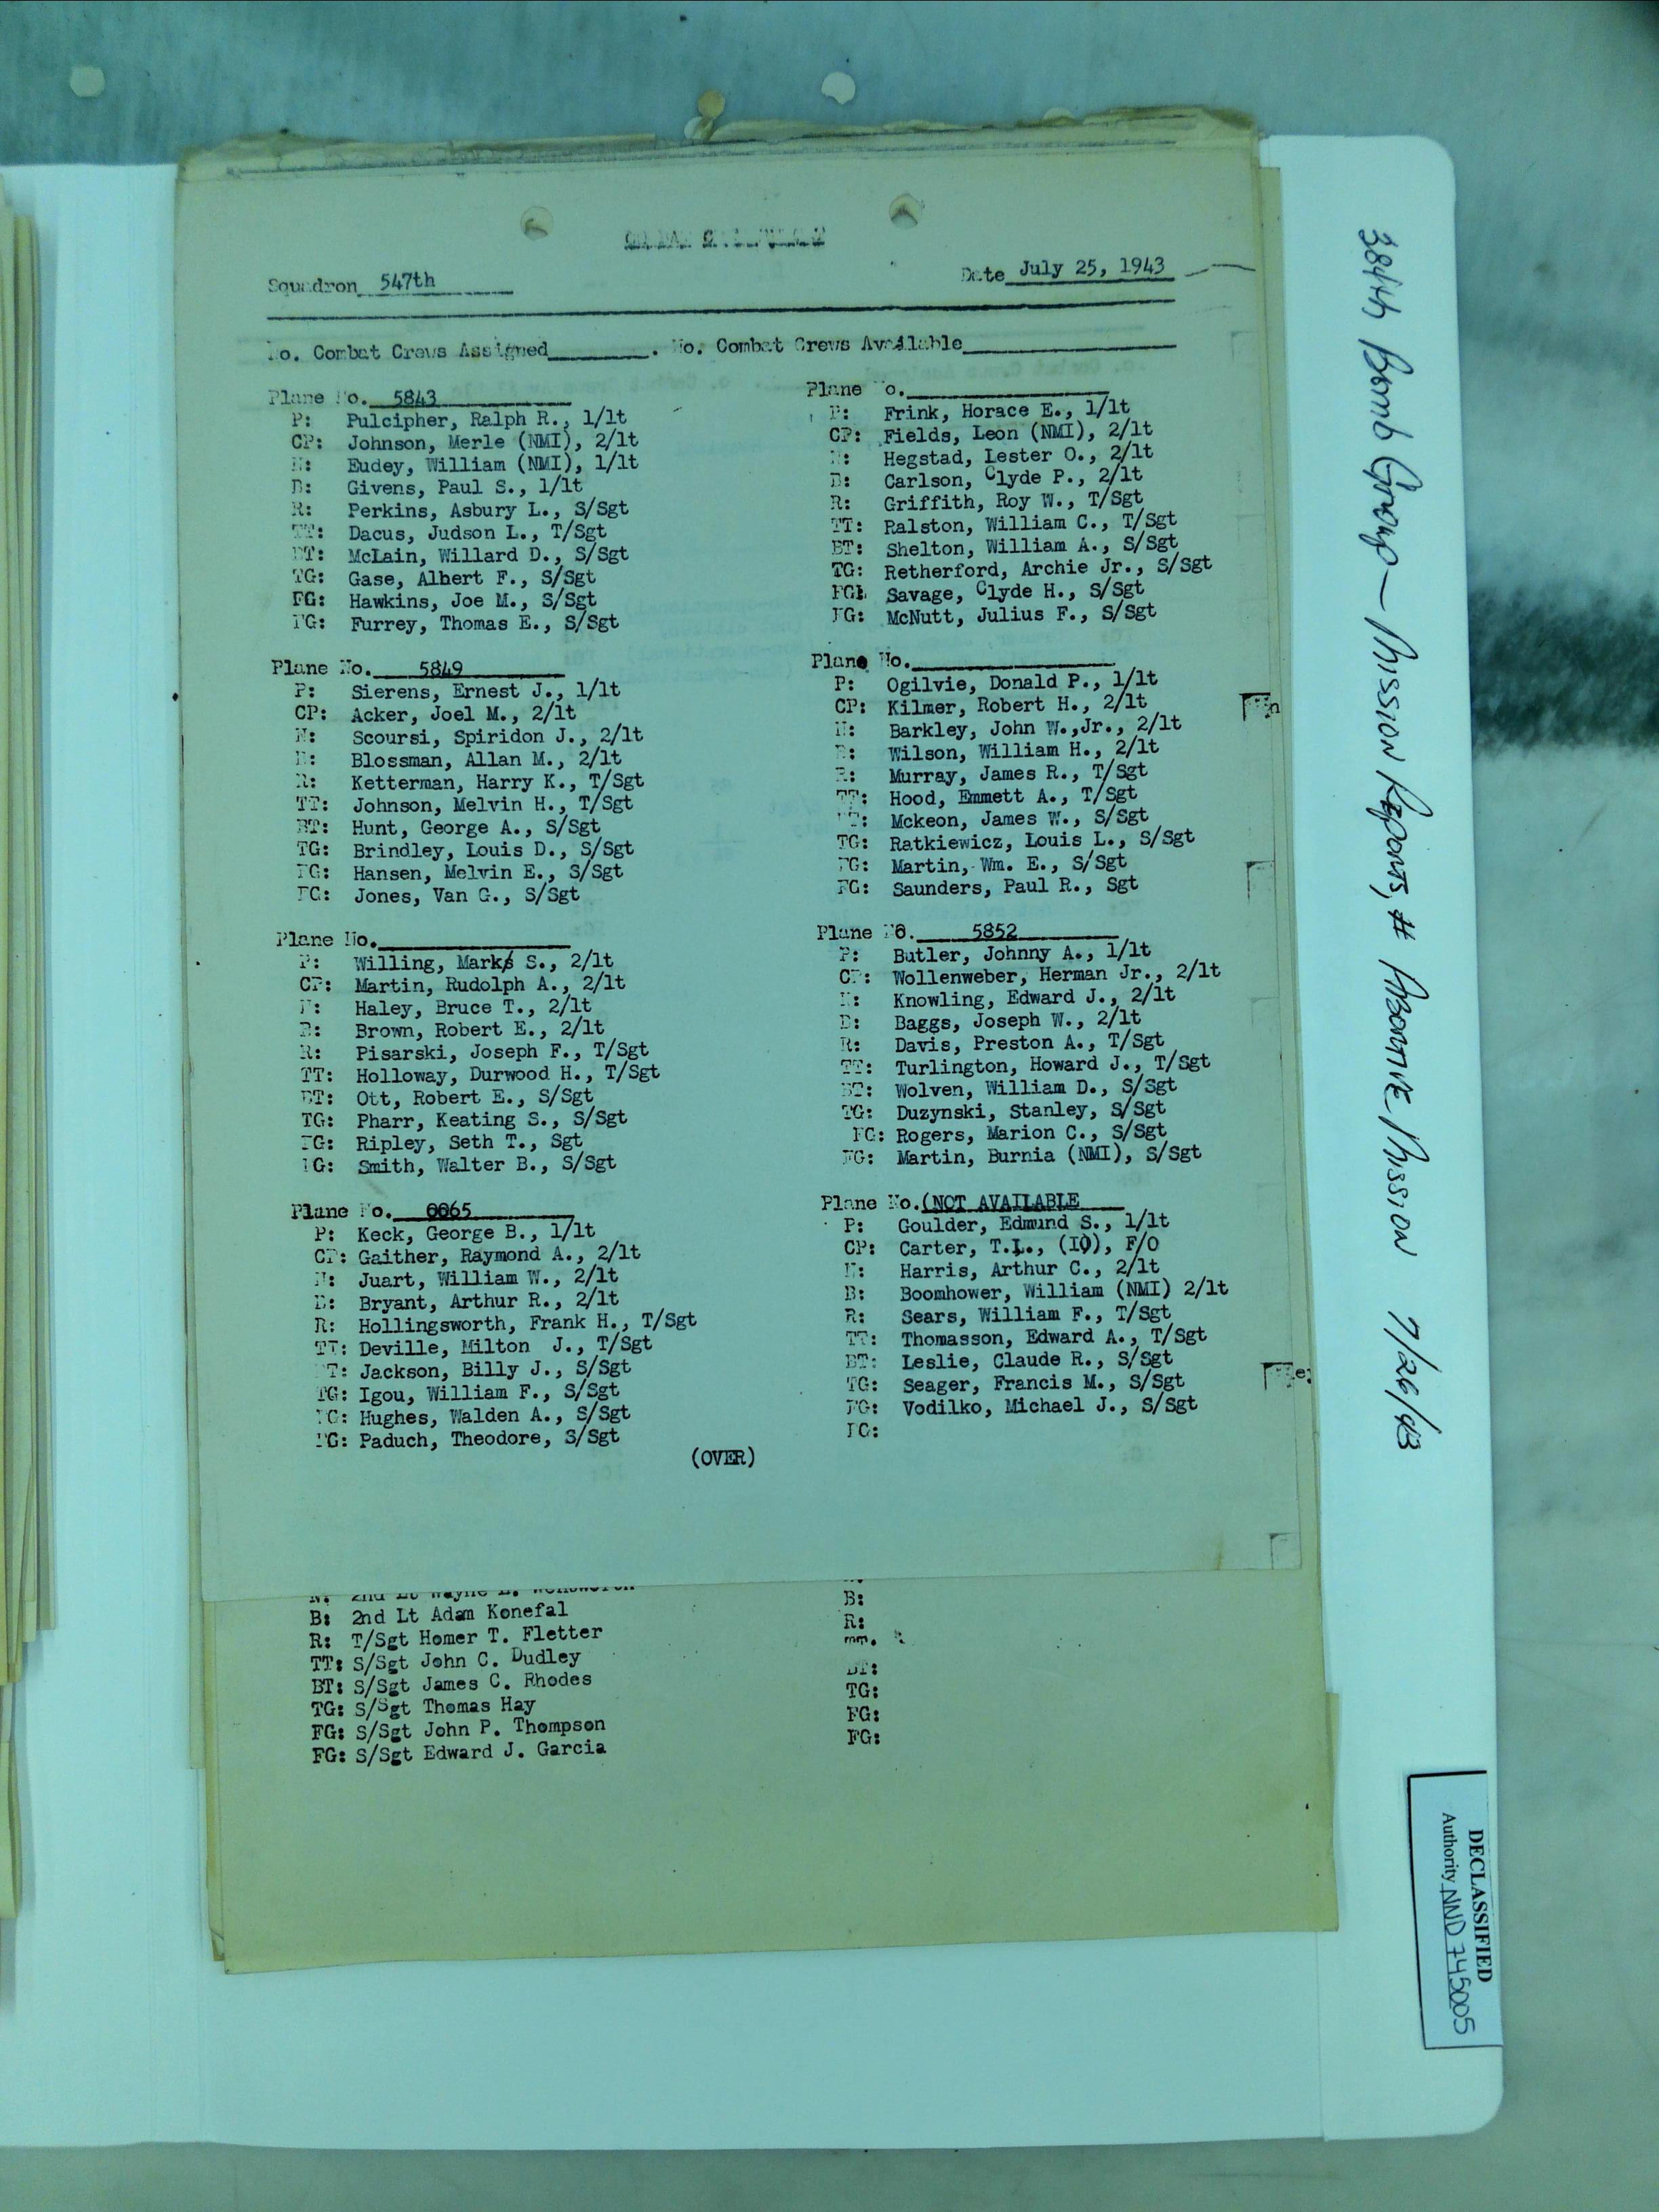 Squadron 547th
Date July 25, 1943
No. Combat Crews Assigned_______. No. Combat Crews Available_______
Plane No. 5843
P: Pulcipher, Ralph R., 1/lt
CP: Johnson, Merle (NMI), 2/lt
N: Eudey, William (NMI), 1/lt
B: Givens, Paul S., 1/lt
R: Perkins, Asbury L., S/Sgt
TT: Dacus, Judson L., T/Sgt
BT: McLain, Willard D., S/Sgt
TG: Gase, Albert F., S/Sgt
FG: Hawkins, Joe M., S/Sgt
FG: Furrey, Thomas E., S/Sgt
Plane No. 5849
P: Sierens, Ernest J., 1/lt
CP: Acker, Joel M., 2/lt
N: Scoursi, Spiridon J., 2/lt
B: Blossman, Allan M., 2/lt
R: Ketterman, Harry K., T/Sgt
TT: Johnson, Melvin H., T/Sgt
BT: Hunt, George A., S/Sgt
TG: Brindley, Louis D., S/Sgt
FG: Hansen, Melvin E., S/Sgt
FG: Jones, Van G., S/Sgt
Plane No.
P: Willing, Marks S., 2/lt
CP: Martin, Rudolph A., 2/lt
N: Haley, Bruce T., 2/lt
B: Brown, Robert E., 2/lt
R: Pisarski, Joseph F., T/Sgt
TT: Holloway, Durwood H., T/Sgt
BT: Ott, Robert E., S/Sgt
TG: Pharr, Keating S., S/Sgt
FG: Ripley, Seth T., Sgt
FG: Smith, Walter B., S/Sgt
Plane No. 0065
P: Keck, George B., 1/lt
CP: Gaither, Raymond A., 2/lt
N: Juart, William W., 2/lt
B: Bryant, Arthur R., 2/lt
R: Hollingsworth, Frank H., T/Sgt
TT: Deville, Milton J., T/Sgt
BT: Jackson, Billy J., S/Sgt
TG: Igou, William F., S/Sgt
FG: Hughes, Walden A., S/Sgt
FG: Paduch, Theodore, S/Sgt
Plane No.
P: Frink, Horace E., 1/lt
CP: Fields, Leon (NMI), 2/lt
N: Hegstad, Lester O., 2/lt
B: Carlson, Clyde P., 2/lt
R: Griffith, Roy W., T/Sgt
TT: Ralston, William C., T/Sgt
BT: Shelton, William A., S/Sgt
TG: Retherford, Archie Jr., S/Sgt
FG: Savage, Clyde H., S/Sgt
FG: McNutt, Julius F., S/Sgt
Plane No.
P: Ogilvie, Donald P., 1/lt
CP: Kilmer, Robert H., 2/lt
N: Barkley, John W.,Jr., 2/lt
B: Wilson, William H., 2/lt
R: Murray, James R., T/Sgt
TT: Hood, Emmett A., T/Sgt
BT: Mckeon, James W., S/Sgt
TG: Ratkiewicz, Louis L., S/Sgt
FG: Martin, Wm. E., S/Sgt
FG: Saunders, Paul R., Sgt
Plane No. 5852
P: Butler, Johnny A., 1/lt
CP: Wollenweber, Herman Jr., 2/lt
N: Knowling, Edward J., 2/lt
B: Baggs, Joseph W., 2/lt
R: Davis, Preston A., T/Sgt
TT: Turlington, Howard J., T/Sgt
BT: Wolven, William D., S/Sgt
TG: Duzynski, Stanley, S/Sgt
FG: Rogers, Marion C., S/Sgt
FG: Martin, Burnia (NMI), S/Sgt
Plane No.(NOT AVAILABLE
P: Goulder, Edmund S., 1/lt
CP: Carter, T.L., (IO), F/O
N: Harris, Arthur C., 2/lt
B: Boomhower, William (NMI) 2/lt
R: Sears, William F., T/Sgt
TT: Thomasson, Edward A., T/Sgt
BT: Leslie, Claude R., S/Sgt
TG: Seager, Francis M., S/Sgt
FG: Vodilko, Michael J., S/Sgt
FG:
(OVER)
N: 2nd Lt Wayne
B: 2nd Lt Adam Konefal
R: T/Sgt Homer T. Fletter
TT: S/Sgt John C. Dudley
BT: S/Sgt James C. Rhodes
TG: S/Sgt Thomas Hay
FG: S/Sgt John P. Thompson
FG: S/Sgt Edward J. Garcia
B:
R:
BT:
TG:
FG:
FG:
384th Bomb Group — Mission Reports, # Abortive Mission 7/26/43
DECLASSIFIED
Authority NND 745005